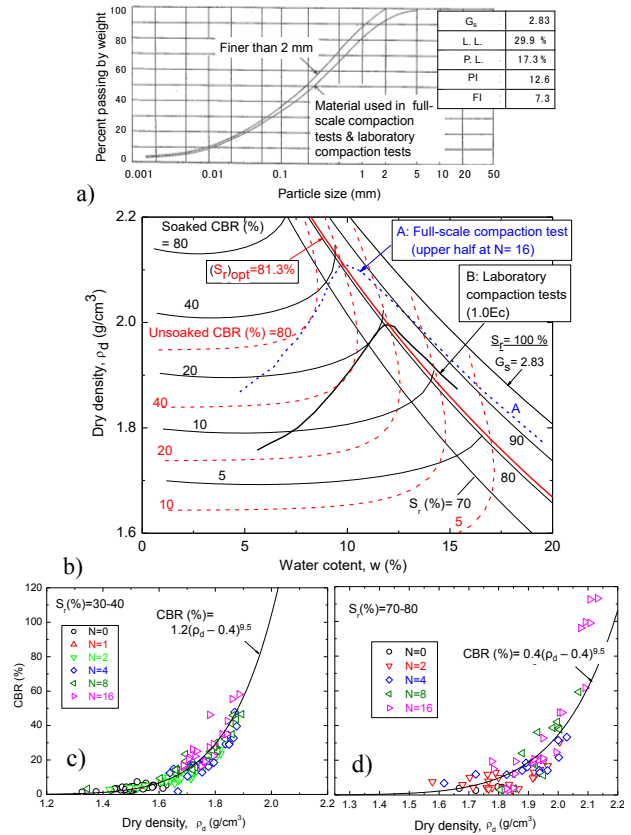 100
80
60
40
20
0
Percent passing by weight
Finer than 2 mm
Material used in full-
scale compaction
tests & laboratory
compaction tests
Gs : 2.83
L. L. : 29.9 %
P. L. : 17.3%
PI : 12.6
FI : 7.3
0.001 0.01 0.1 1 2 5 10 20 50
Particle size (mm)
a)
2.2
2.0
1.8
1.6
Dry density, ρd (g/cm3)
Soaked CBR (%)
= 80
(Sr)opt=81.3%
A: Full-scale compaction test
(upper half at N= 16)
B: Laboratory
compaction tests
(1.0Ec)
40
Unsoaked CBR (%) =80
Sr= 100 %
Gs= 2.83
20
40
A
10
90
20
80
5
Sr (%)= 70
10
5
0 5 10 15 20
b)
Water cotent, w (%)
120
100
80
60
40
20
0
CBR (%)
Sr(%)=30-40
CBR (%)=
1.2(ρd − 0.4)9.5
N=0
N=1
N=2
N=4
N=8
N=16
c)
1.2 1.4 1.6 1.8 2.0 2.2
Dry density, ρd (g/cm3)
Sr(%)=70-80
CBR (%)= 0.4(ρd − 0.4)9.5
N=0
N=2
N=4
N=8
N=16
d)
1.3 1.4 1.5 1.6 1.7 1.8 1.9 2.0 2.1 2.2
Dry density, ρd (g/cm3)